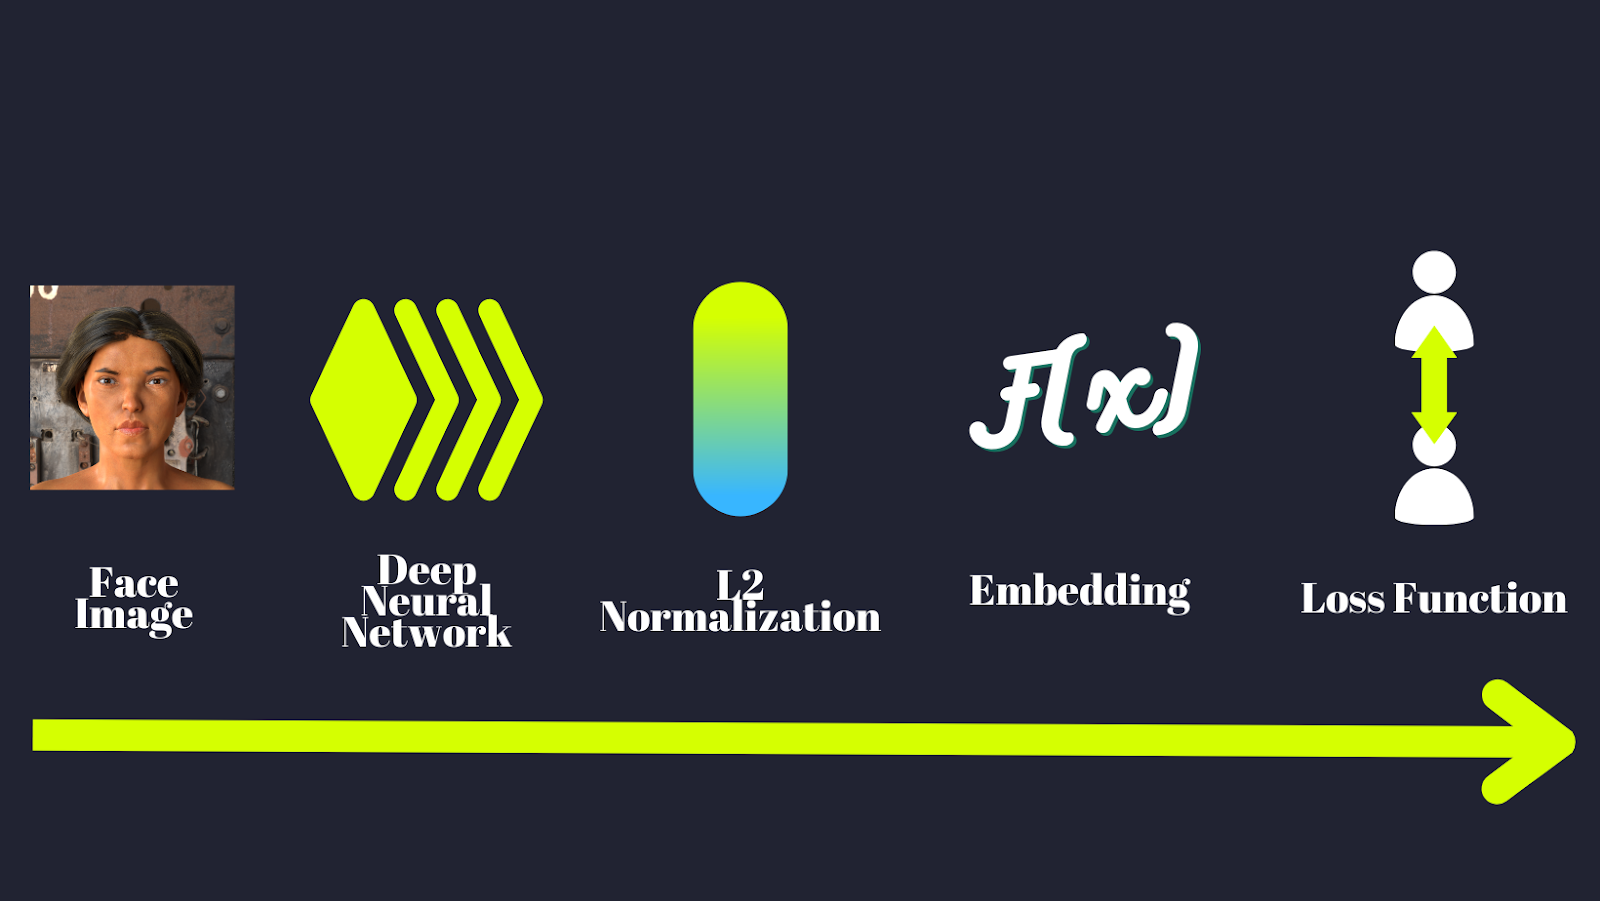 F(x)
Face
Image
Deep
Neural
Network
L2
Normalization
Embedding
Loss Function